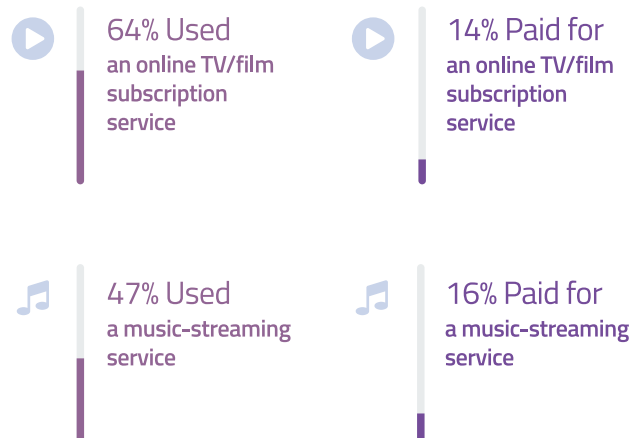 64% Used
an online TV/film
subscription
service
14% Paid for
an online TV/film
subscription
service
47% Used
a music-streaming
service
16% Paid for
a music-streaming
service